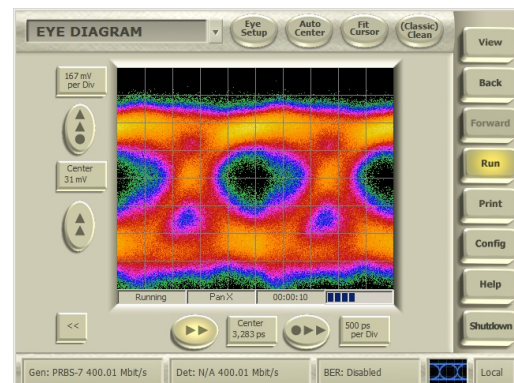 EYE DIAGRAM
Eye
Setup
Auto
Center
Fit
Cursor
(Classic)
Clean
View
167 mV
per Div
Back
Forward
Center
31 mV
Run
Print
Config
Running
Pan X
00:00:10
Help
<<
Center
3,283 ps
500 ps
per Div
Shutdown
Gen: PRBS-7 400.01 Mbit/s
Det: N/A 400.01 Mbit/s
BER: Disabled
Local